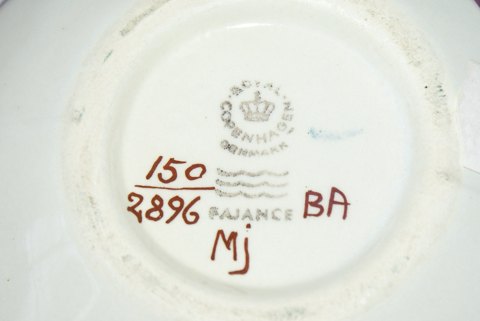 ROYAL
COPENHAGEN
DENMARK
150
2896
FAJANCE
BA
Mj